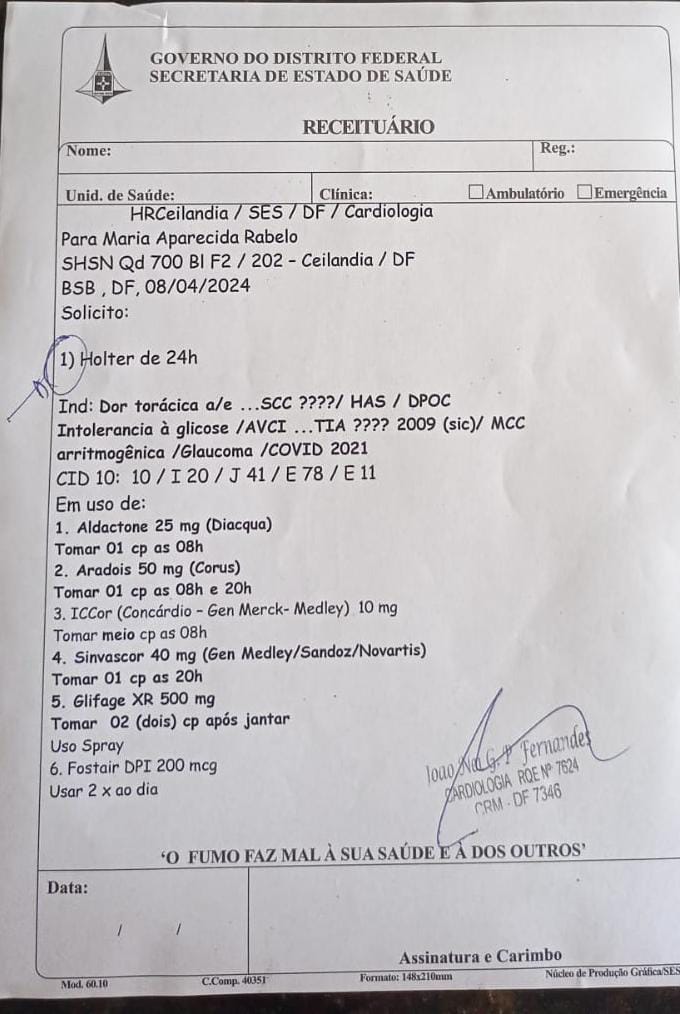 GOVERNO DO DISTRITO FEDERAL
SECRETARIA DE ESTADO DE SAÚDE
RECEITUÁRIO
Nome:
Reg.:
Unid. de Saúde:
Clínica:
Ambulatório
Emergência
HRCeilandia / SES / DF / Cardiologia
Para Maria Aparecida Rabelo
SHSN Qd 700 Bl F2 / 202 - Ceilandia / DF
BSB , DF, 08/04/2024
Solicito:
1) Holter de 24h
Ind: Dor torácica a/e ...SCC ????/ HAS / DPOC
Intolerancia à glicose /AVCI ...TIA ???? 2009 (sic)/ MCC
arritmogênica /Glaucoma /COVID 2021
CID 10: 10 / I 20 / J 41 / E 78 / E 11
Em uso de:
1. Aldactone 25 mg (Diacqua)
Tomar 01 cp as 08h
2. Aradois 50 mg (Corus)
Tomar 01 cp as 08h e 20h
3. ICCor (Concárdio - Gen Merck- Medley) 10 mg
Tomar meio cp as 08h
4. Sinvascor 40 mg (Gen Medley/Sandoz/Novartis)
Tomar 01 cp as 20h
5. Glifage XR 500 mg
Tomar 02 (dois) cp após jantar
Uso Spray
6. Fostair DPI 200 mcg
Usar 2 x ao dia
Fernandes
CARDIOLOGIA RQE Nº 7624
CRM - DF 7346
'O FUMO FAZ MAL À SUA SAÚDE E À DOS OUTROS'
Data:
/ /
Assinatura e Carimbo
Mod. 60.10
C.Comp. 40351
Formato: 148x210mm
Núcleo de Produção Gráfica/SES